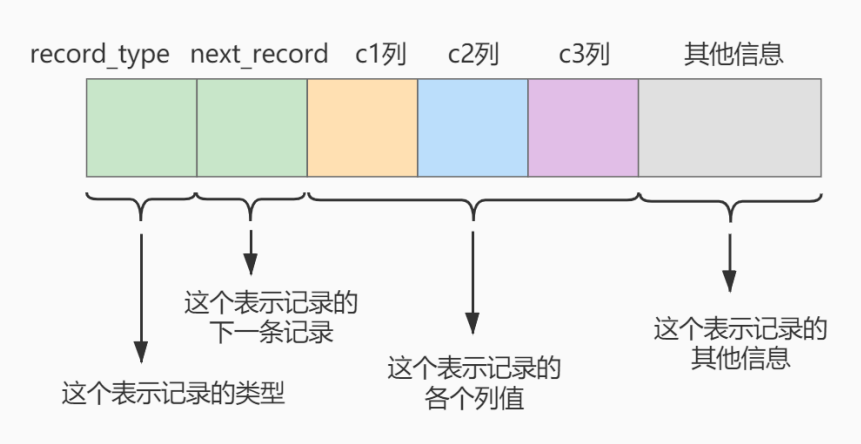 record_type next_record c1列 c2列 c3列 其他信息
这个表示记录的
下一条记录
这个表示记录的
其他信息
这个表示记录的类型
这个表示记录的
各个列值